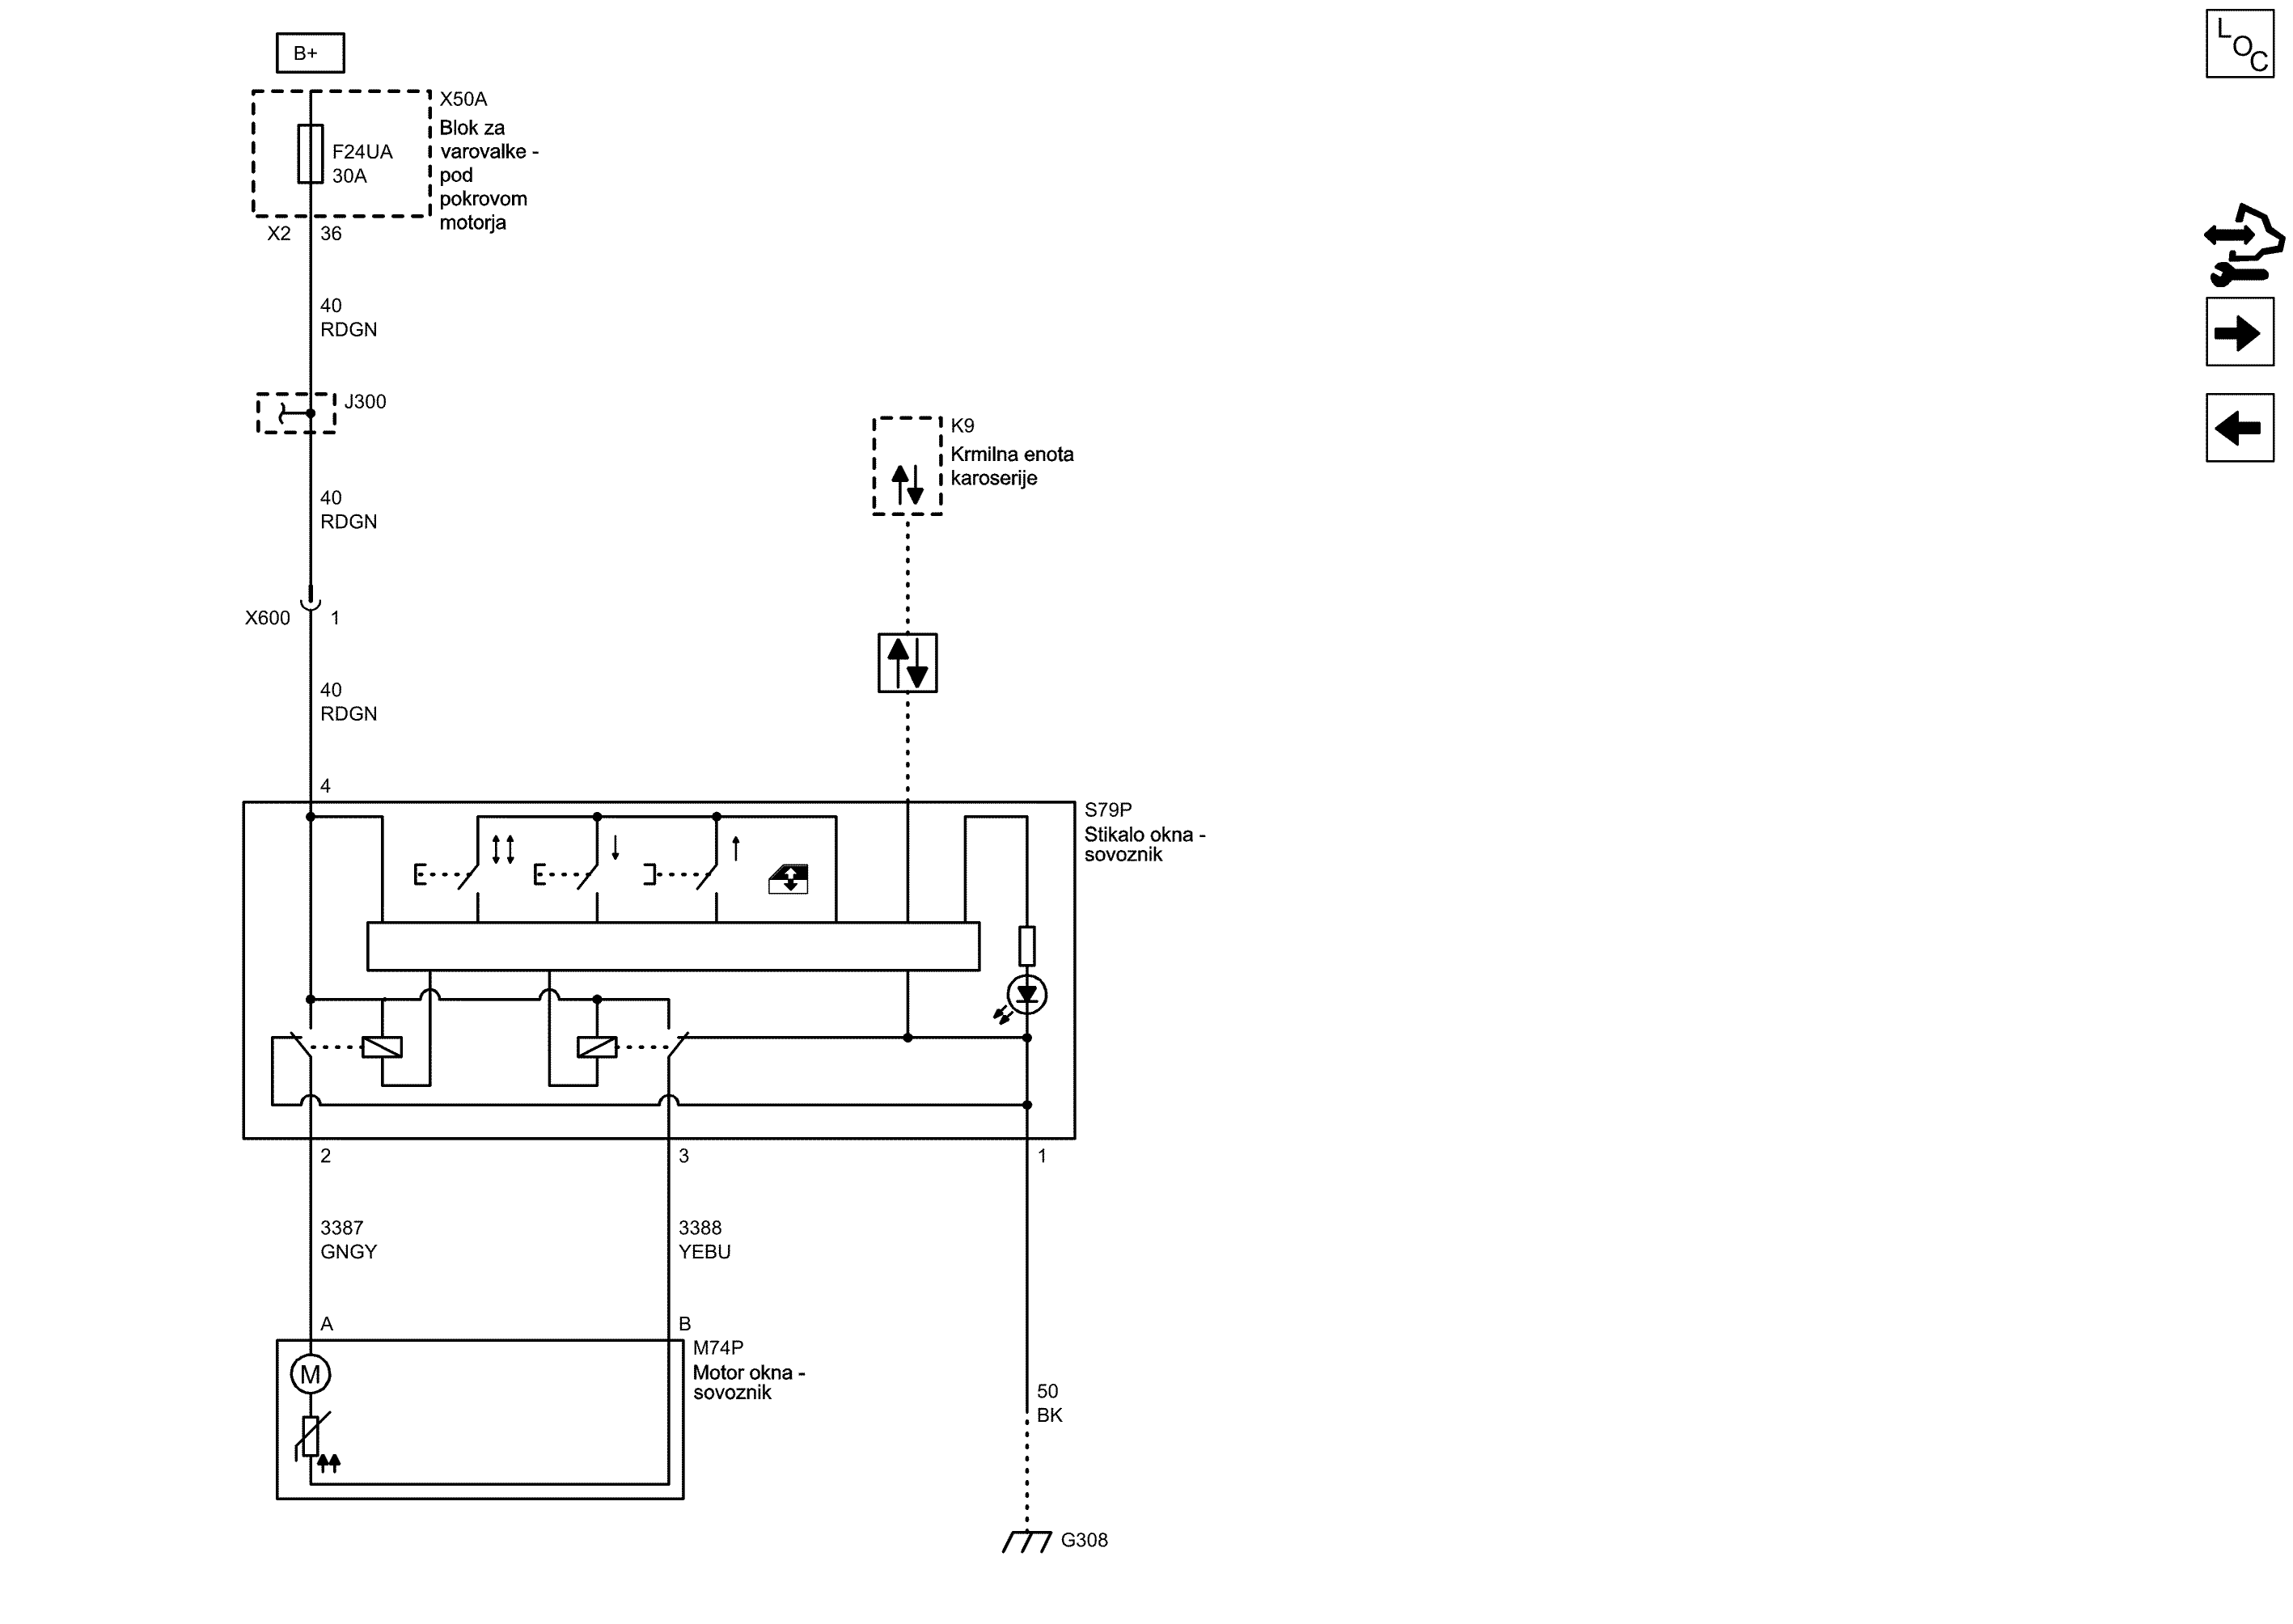 B+
LOC
X50A
Blok za
varovalke -
pod
pokrovom
motorja
F24UA
30A
X2 36
40
RDGN
J300
K9
Krmilna enota
karoserije
40
RDGN
X600 1
40
RDGN
4
S79P
Stikalo okna -
sovoznik
2 3 1
3387
GNGY
3388
YEBU
A B
M74P
Motor okna -
sovoznik
M
50
BK
G308